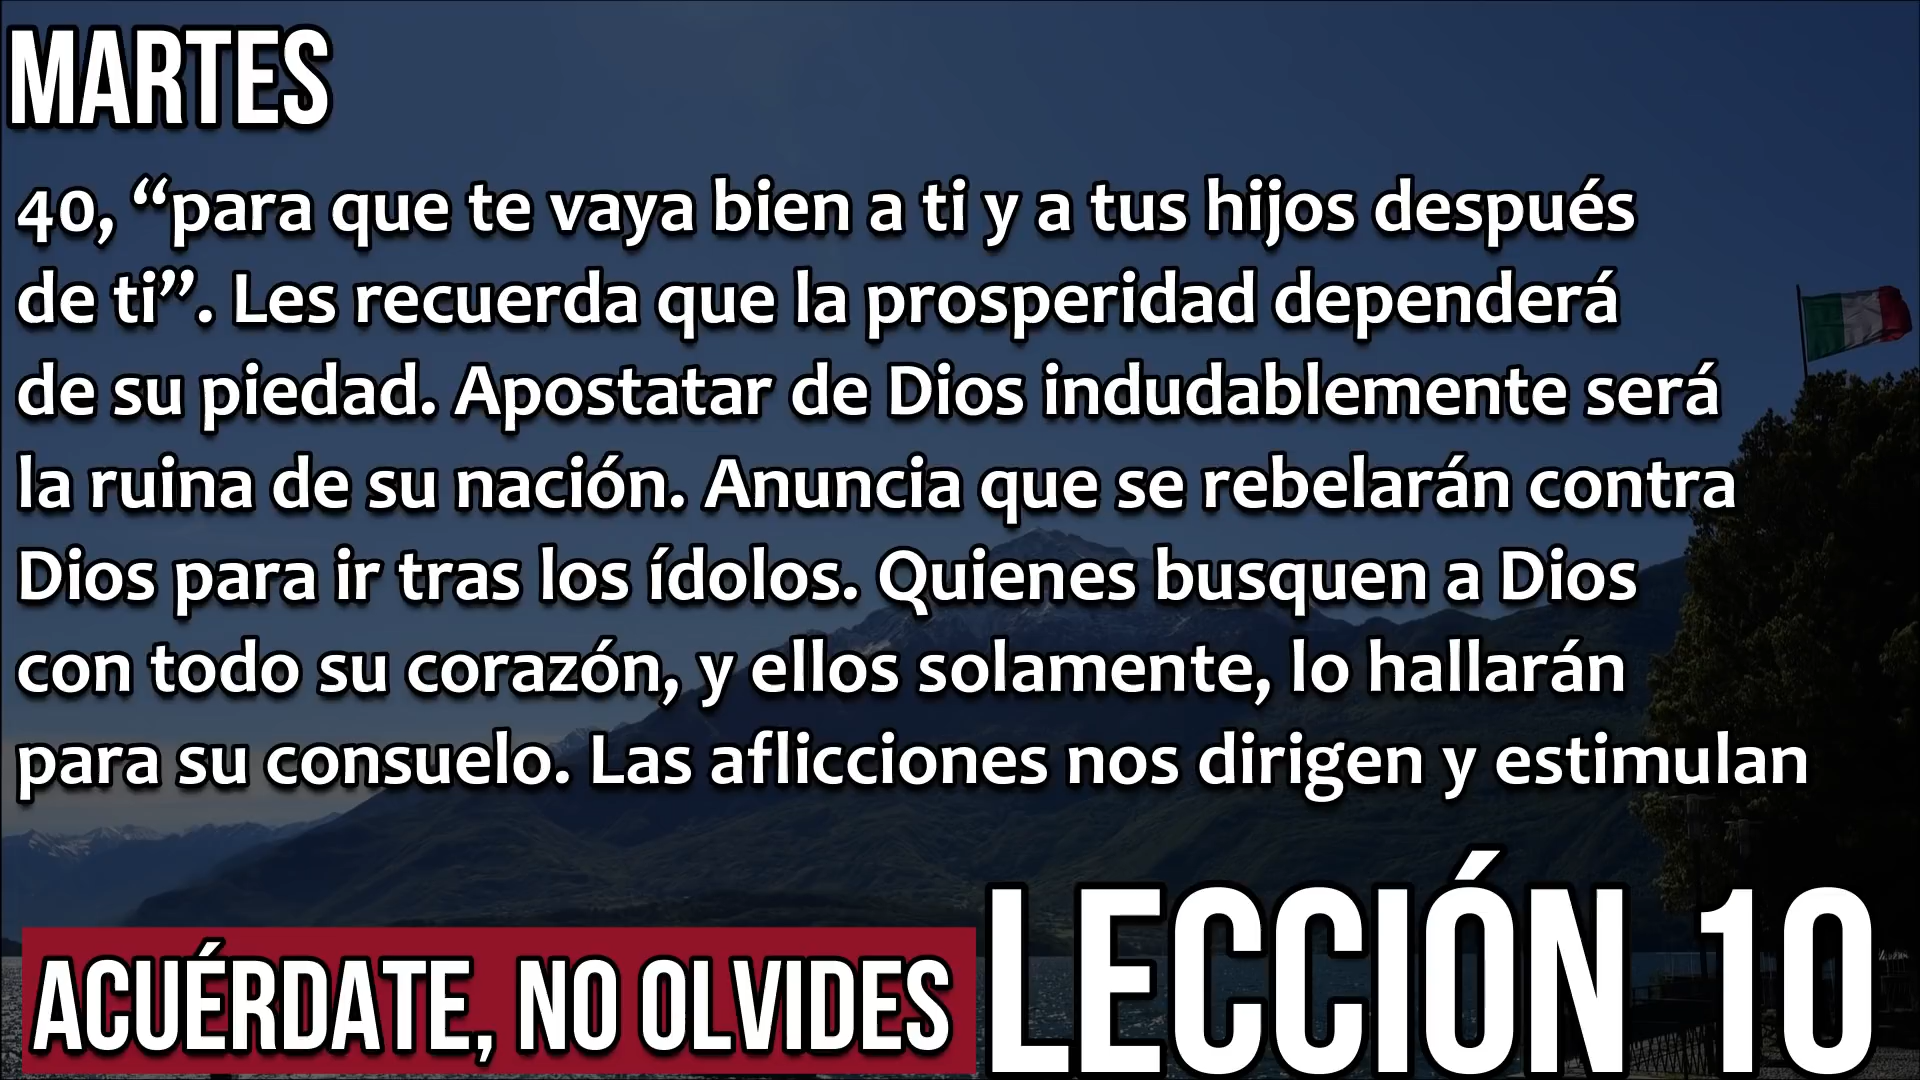 MARTES
40, “para que te vaya bien a ti y a tus hijos después
de ti”. Les recuerda que la prosperidad dependerá
de su piedad. Apostatar de Dios indudablemente será
la ruina de su nación. Anuncia que se rebelarán contra
Dios para ir tras los ídolos. Quienes busquen a Dios
con todo su corazón, y ellos solamente, lo hallarán
para su consuelo. Las aflicciones nos dirigen y estimulan
ACUÉRDATE, NO OLVIDES
LECCIÓN 10